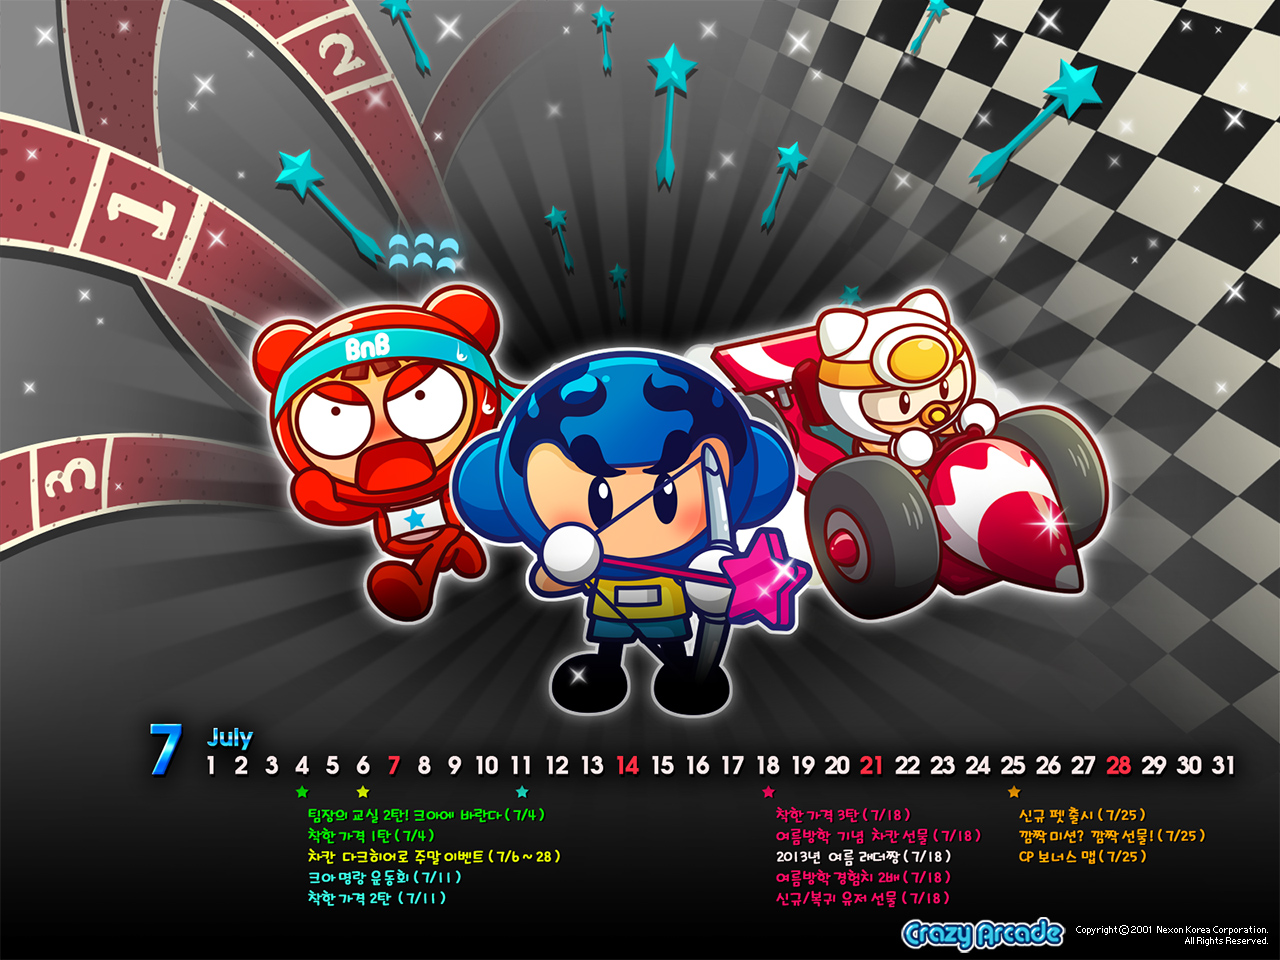 2
1
3
BnB
7 July
1 2 3 4 5 6 7 8 9 10 11 12 13 14 15 16 17 18 19 20 21 22 23 24 25 26 27 28 29 30 31
팀장의 교실 2탄! 크아에 바란다 (7/4)
착한 가격 1탄 (7/4)
차칸 다크히어로 주말 이벤트 (7/6 ~ 28)
크아 명랑 운동회 (7/11)
착한 가격 2탄 (7/11)
착한 가격 3탄 (7/18)
여름방학 기념 차칸 선물 (7/18)
2013년 여름 래더짱 (7/18)
여름방학 경험치 2배 (7/18)
신규/복귀 유저 선물 (7/18)
신규 펫 출시 (7/25)
깜짝 미션? 깜짝 선물! (7/25)
CP 보너스 맵 (7/25)
Crazy Arcade
Copyright © 2001 Nexon Korea Corporation.
All Rights Reserved.